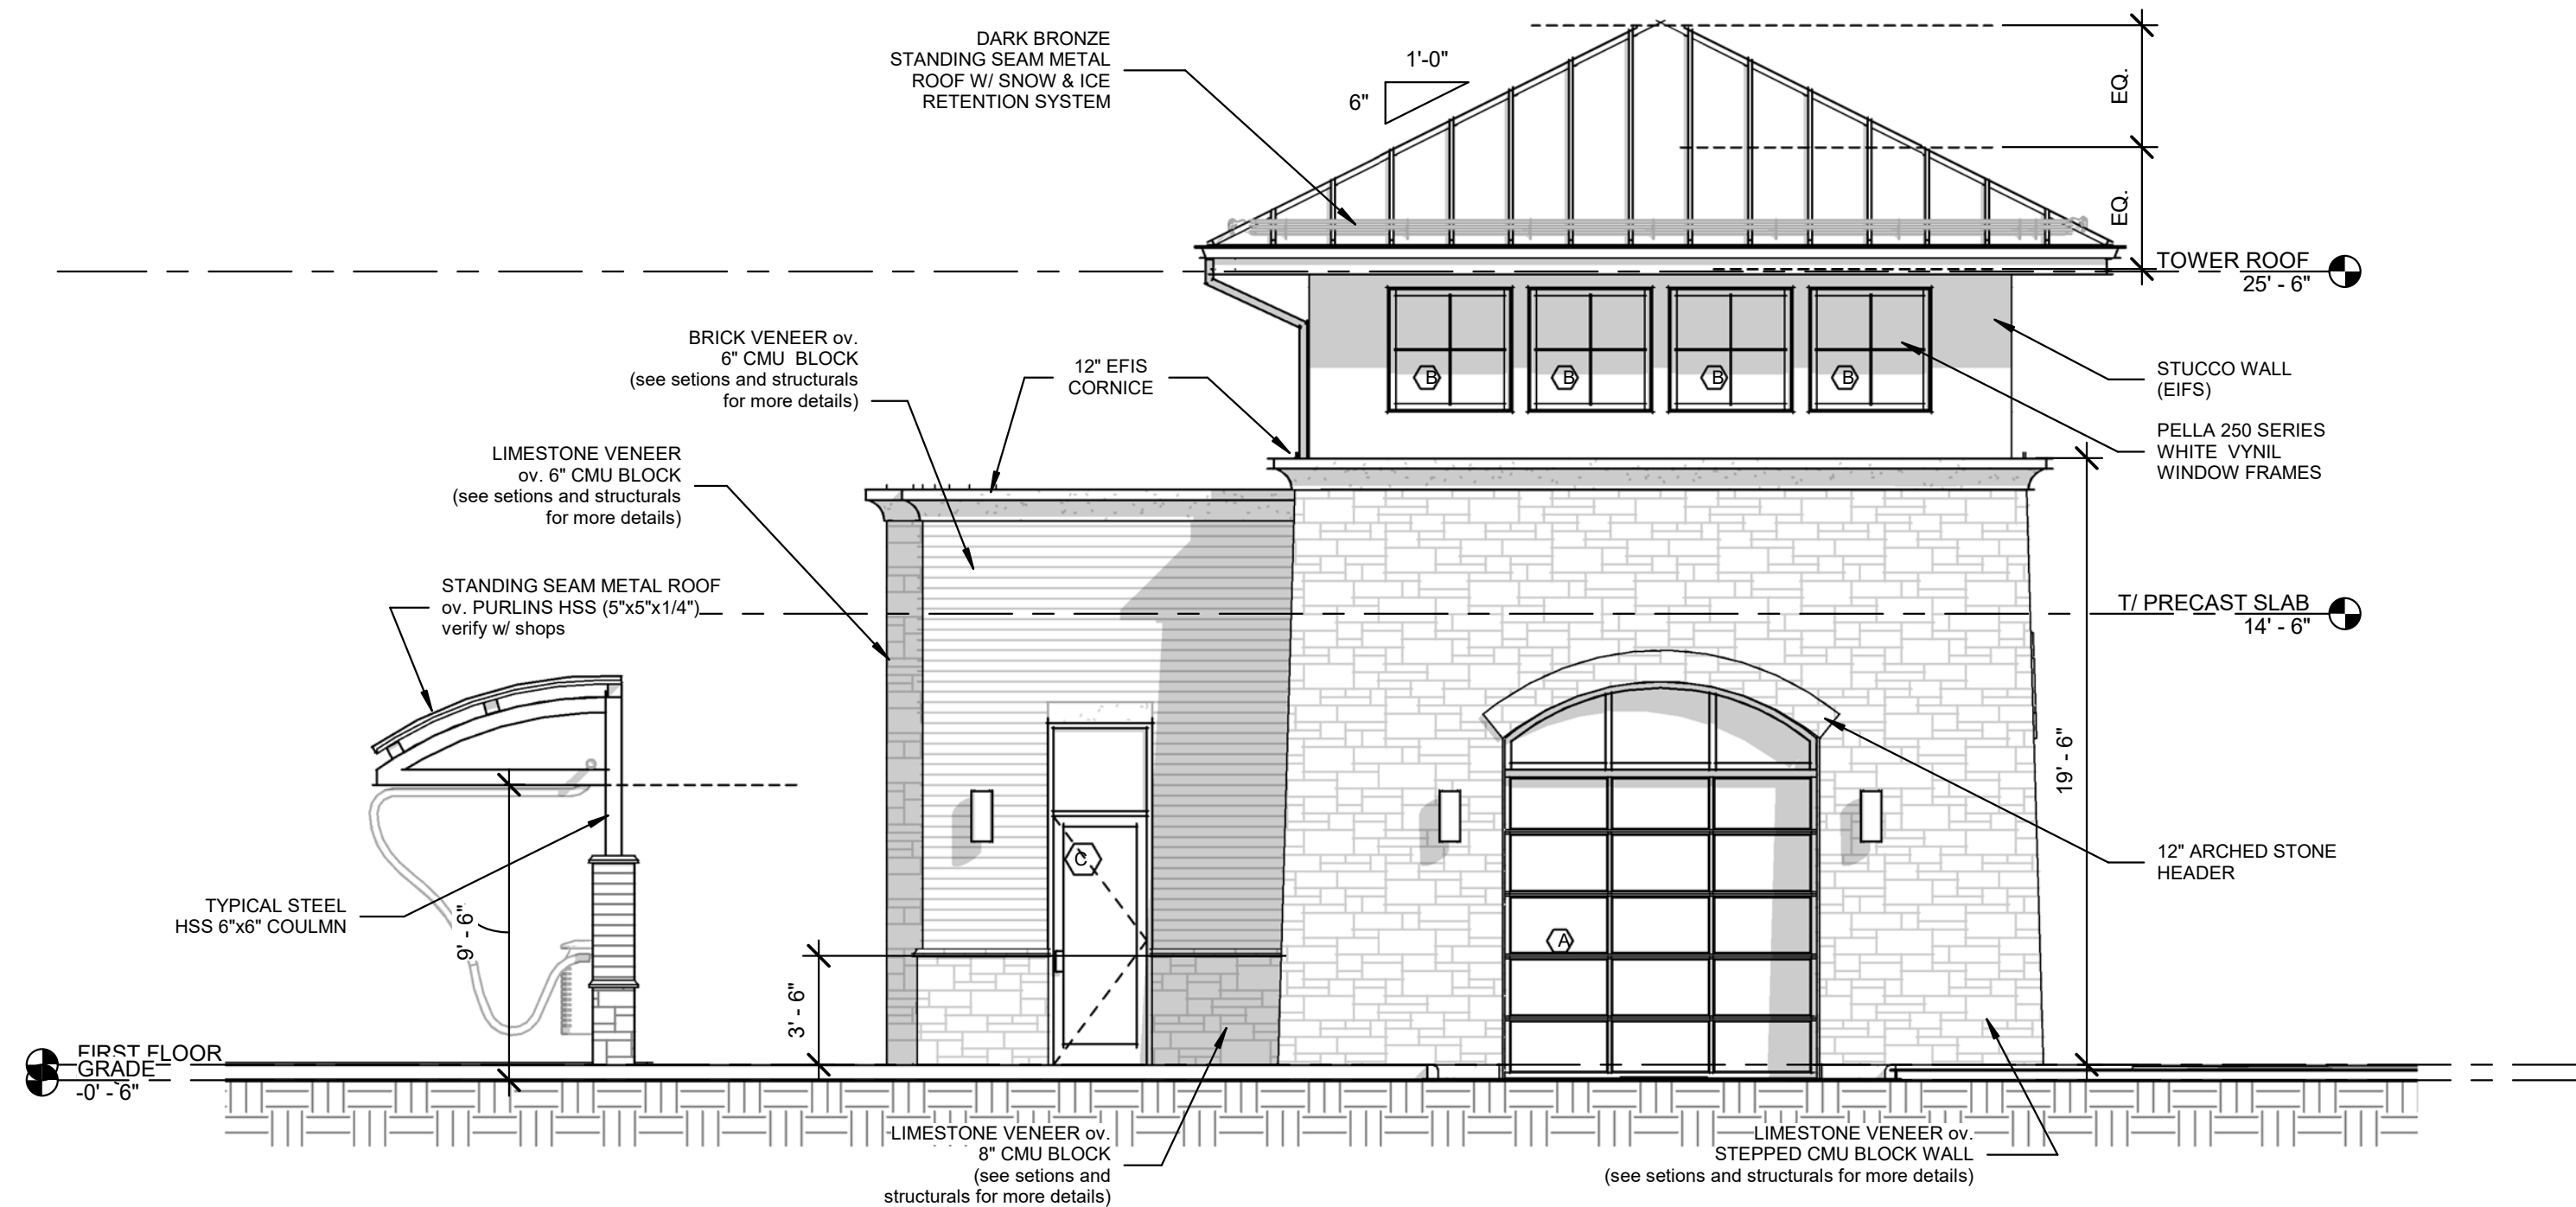 DARK BRONZE
STANDING SEAM METAL
ROOF W/ SNOW & ICE
RETENTION SYSTEM
1'-0"
6"
EQ.
EQ.
TOWER ROOF
25' - 6"
BRICK VENEER ov.
6" CMU BLOCK
(see setions and structurals
for more details)
12" EFIS
CORNICE
B
B
B
B
STUCCO WALL
(EIFS)
PELLA 250 SERIES
WHITE VYNIL
WINDOW FRAMES
LIMESTONE VENEER
ov. 6" CMU BLOCK
(see setions and structurals
for more details)
STANDING SEAM METAL ROOF
ov. PURLINS HSS (5"x5"x1/4")
verify w/ shops
T/ PRECAST SLAB
14' - 6"
19' - 6"
12" ARCHED STONE
HEADER
C
A
TYPICAL STEEL
HSS 6"x6" COULMN
9' - 6"
3' - 6"
FIRST FLOOR
GRADE
-0' - 6"
LIMESTONE VENEER ov.
8" CMU BLOCK
(see setions and
structurals for more details)
LIMESTONE VENEER ov.
STEPPED CMU BLOCK WALL
(see setions and structurals for more details)